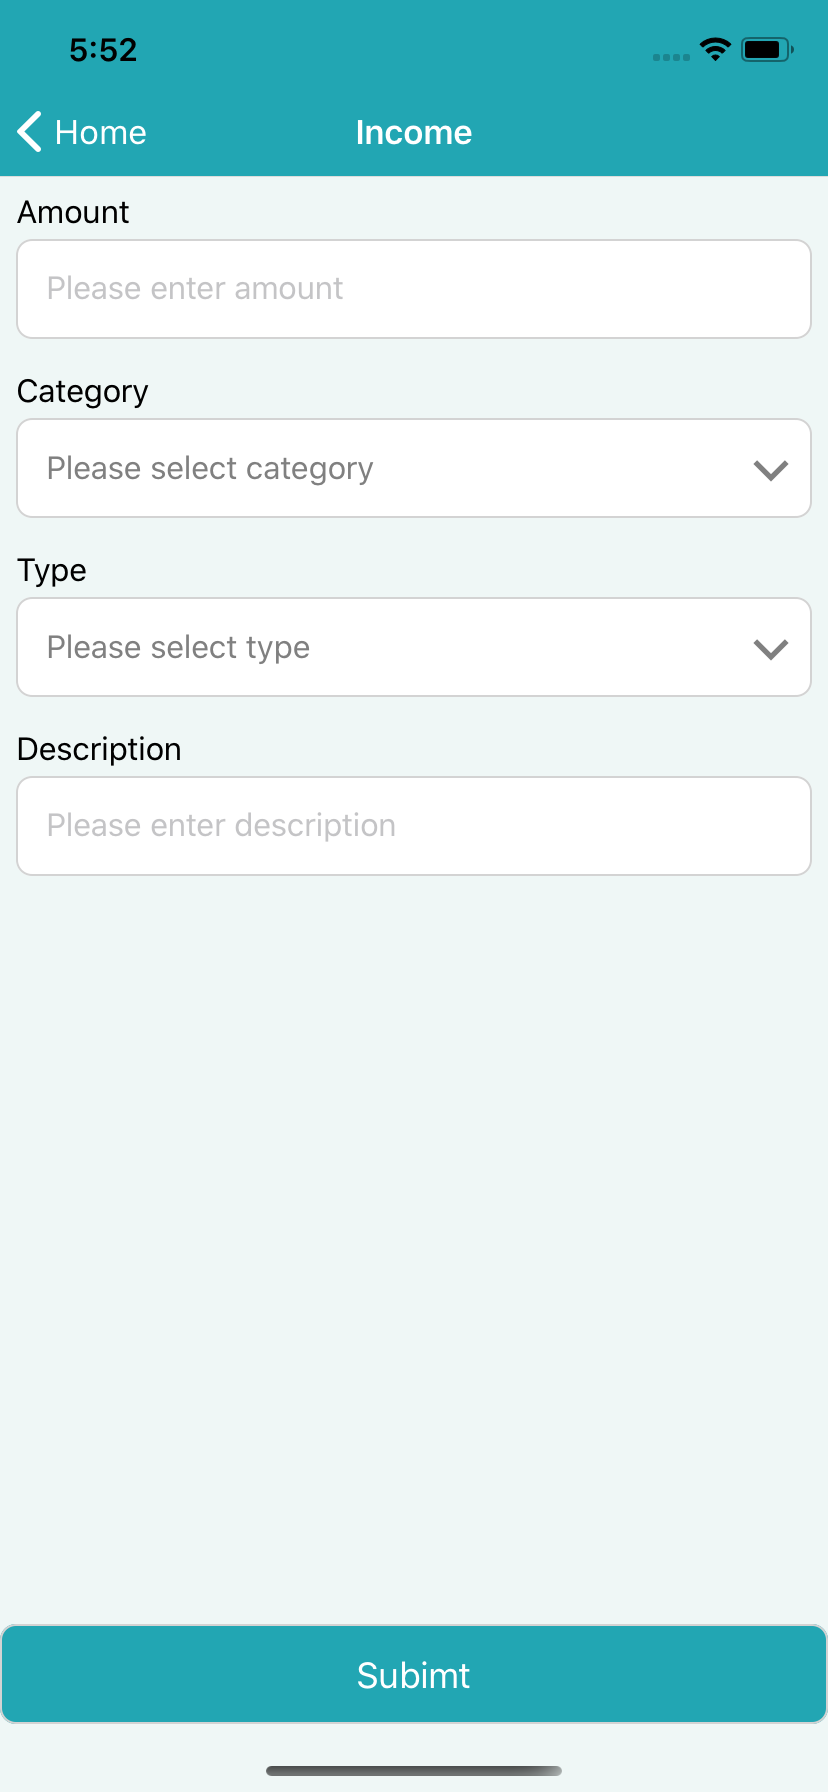 5:52
Home
Income
Amount
Please enter amount
Category
Please select category
Type
Please select type
Description
Please enter description
Subimt